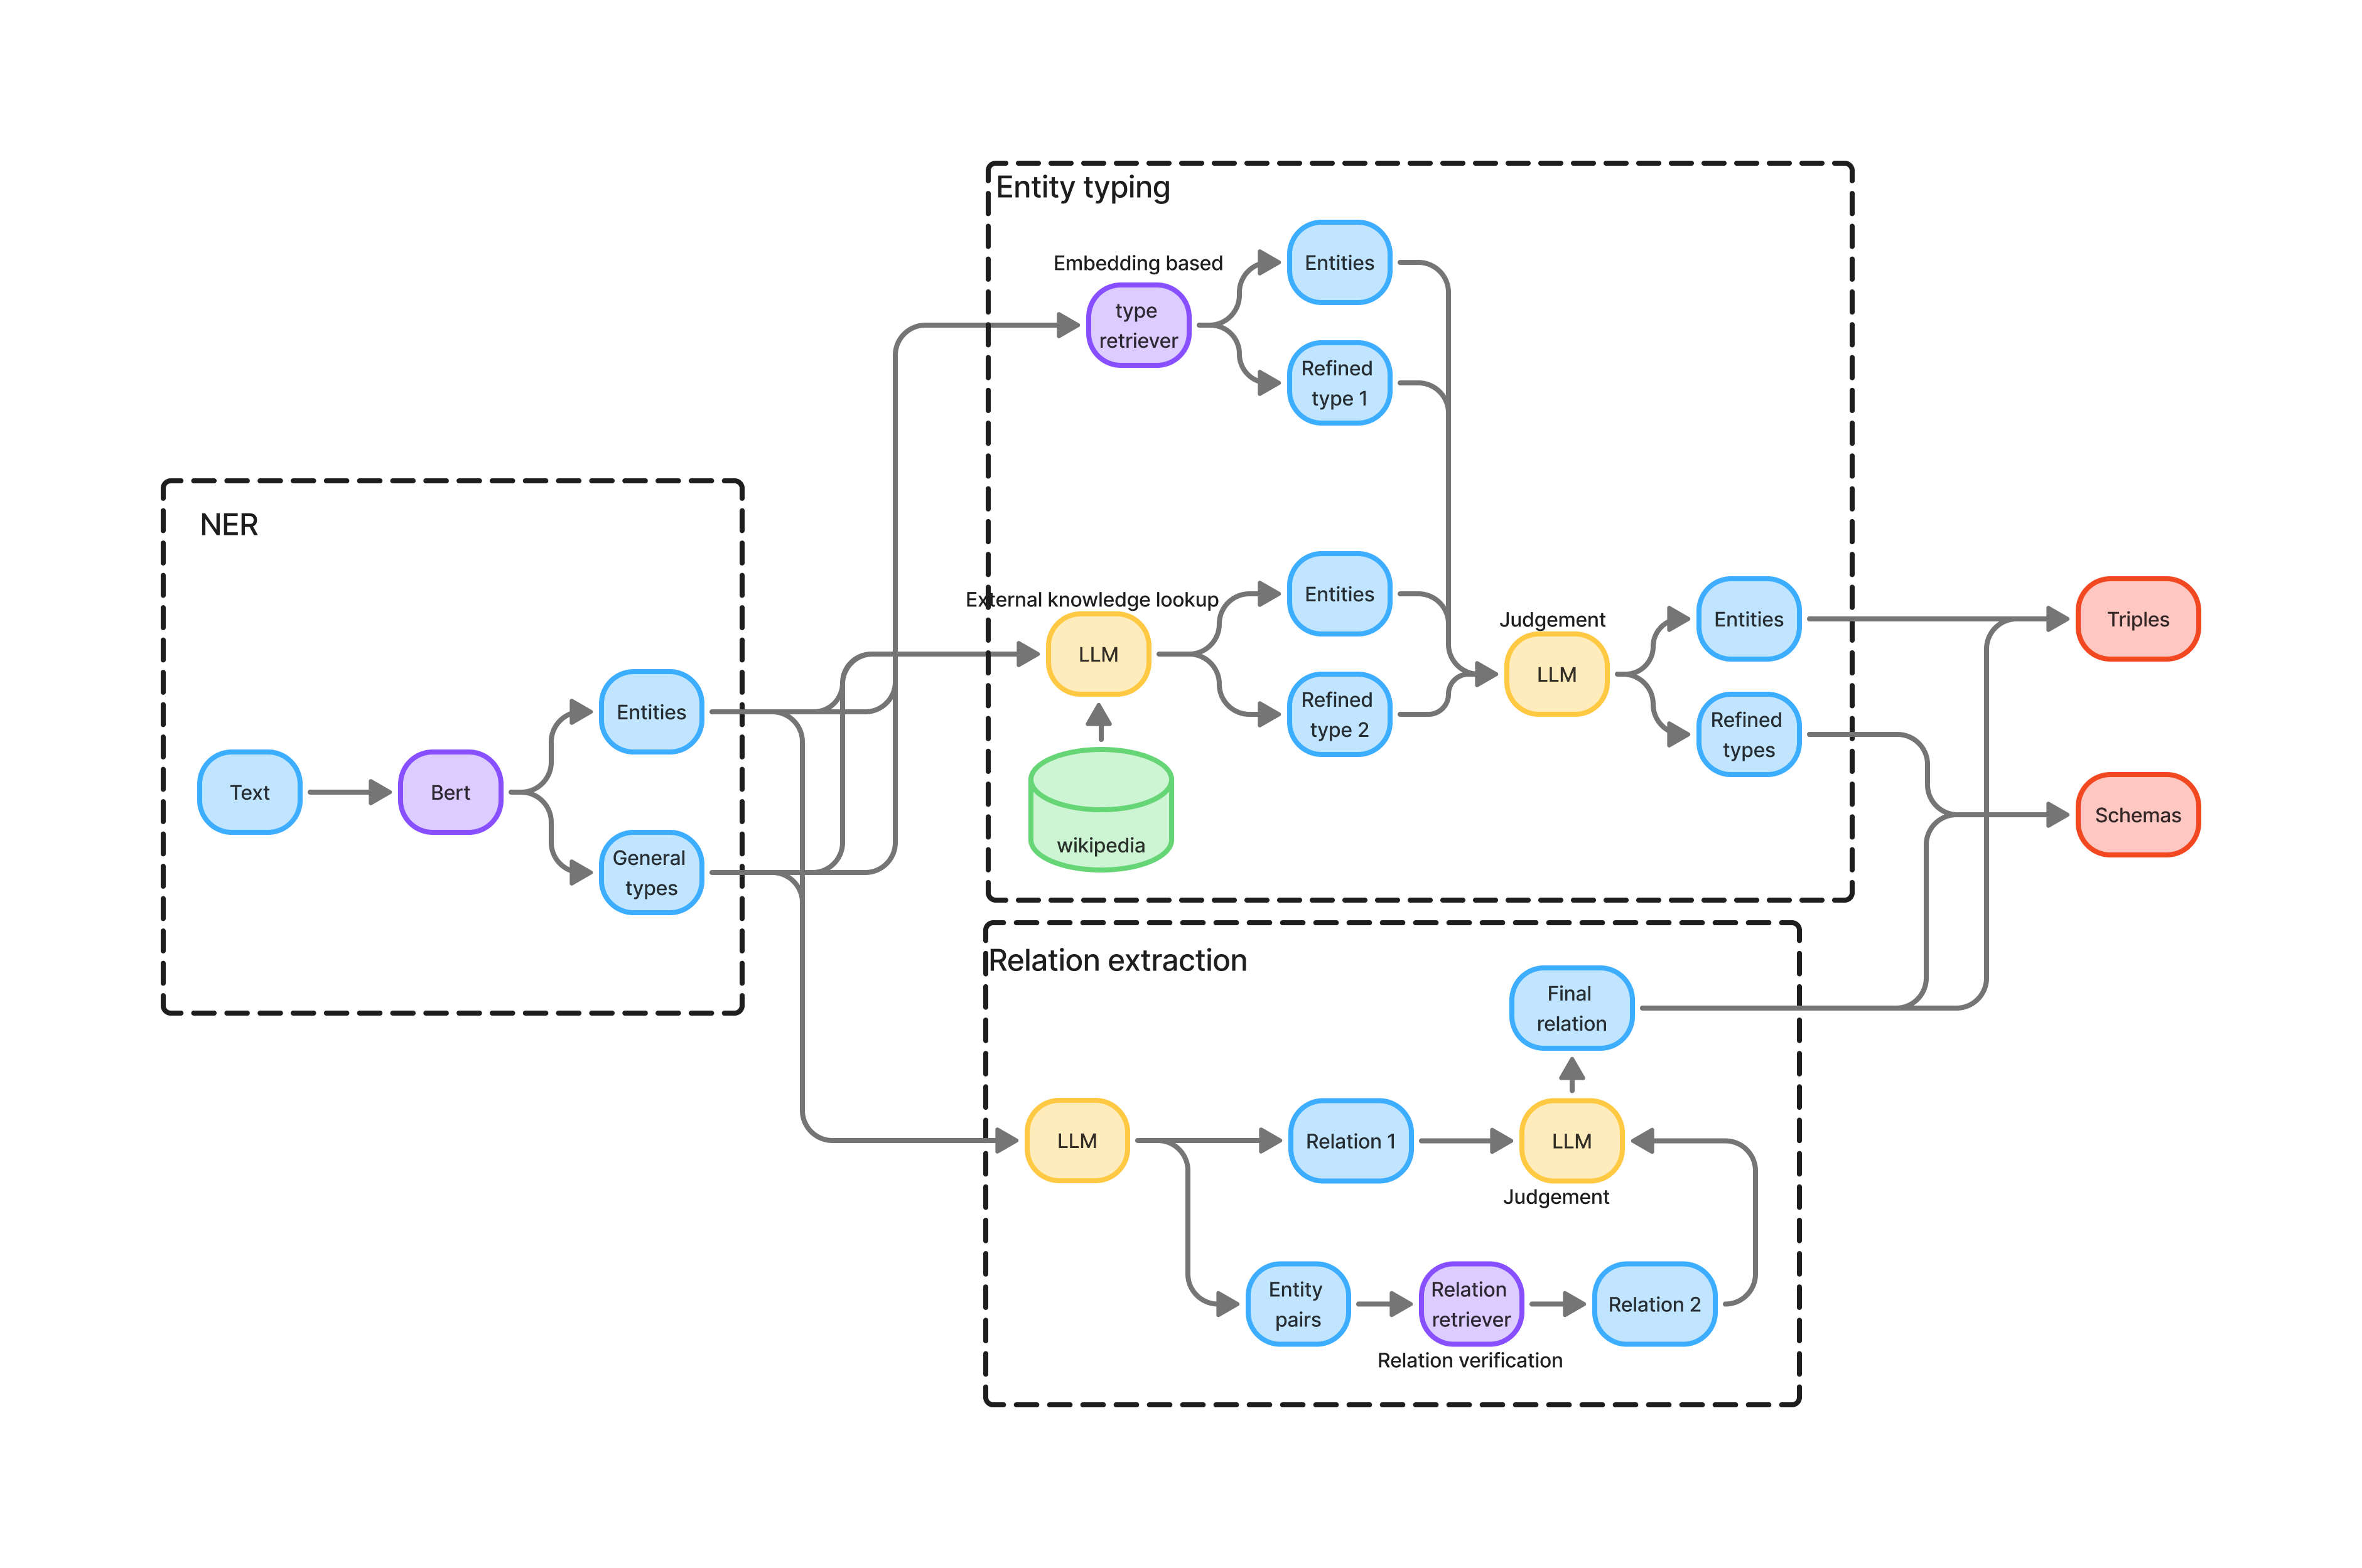 NER
Text
Bert
Entities
General
types
Entity typing
Embedding based
type
retriever
Entities
Refined
type 1
External knowledge lookup
LLM
wikipedia
Entities
Refined
type 2
Judgement
LLM
Entities
Refined
types
Relation extraction
LLM
Relation 1
LLM
Judgement
Final
relation
Entity
pairs
Relation
retriever
Relation verification
Relation 2
Triples
Schemas